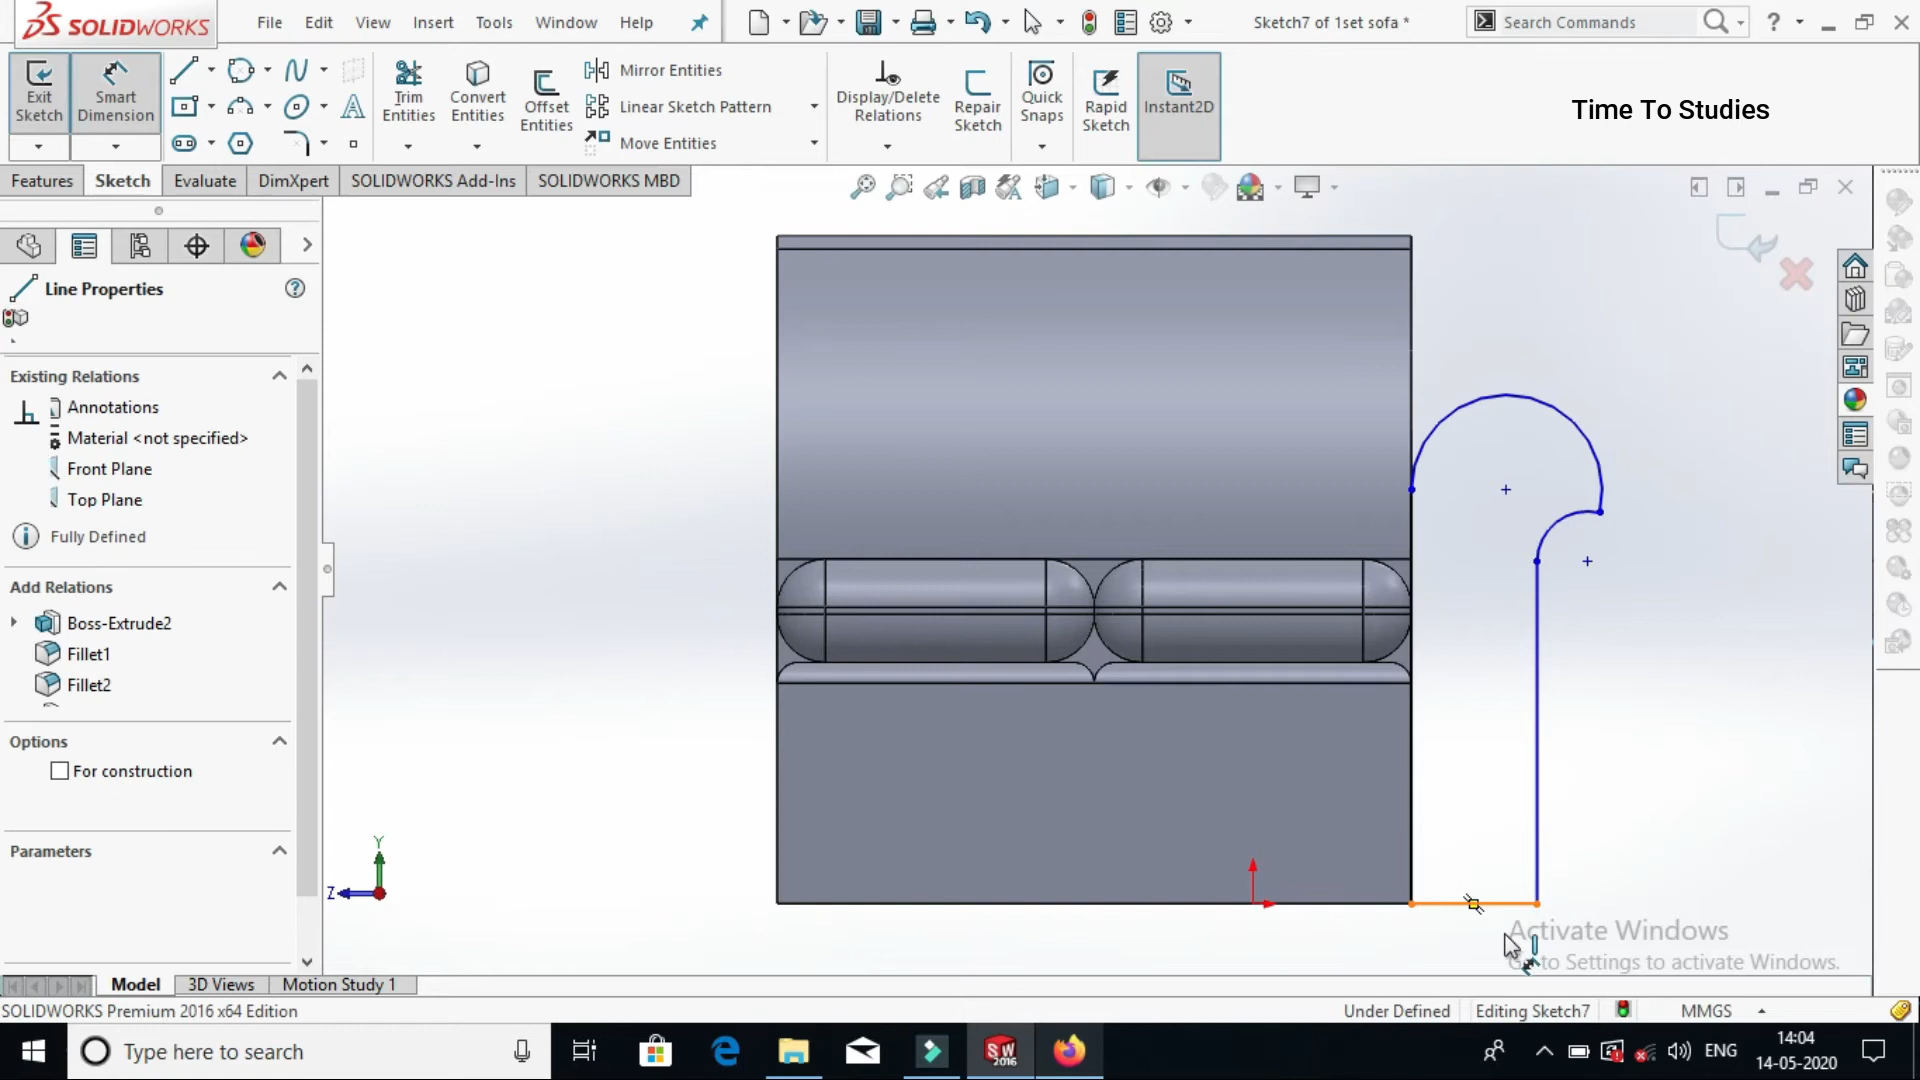 SOLIDWORKS
File Edit View Insert Tools Window Help
Sketch7 of 1set sofa *
Search Commands
Exit Sketch
Smart Dimension
Trim Entities
Convert Entities
Offset Entities
Mirror Entities
Linear Sketch Pattern
Move Entities
Display/Delete Relations
Repair Sketch
Quick Snaps
Rapid Sketch
Instant2D
Time To Studies
Features Sketch Evaluate DimXpert SOLIDWORKS Add-Ins SOLIDWORKS MBD
Line Properties
Existing Relations
Annotations
Material <not specified>
Front Plane
Top Plane
Fully Defined
Add Relations
Boss-Extrude2
Fillet1
Fillet2
Options
For construction
Parameters
Y
Z
Activate Windows
Go to Settings to activate Windows.
Model 3D Views Motion Study 1
SOLIDWORKS Premium 2016 x64 Edition
Under Defined Editing Sketch7 MMGS
Type here to search
SW
2016
ENG
14:04
14-05-2020